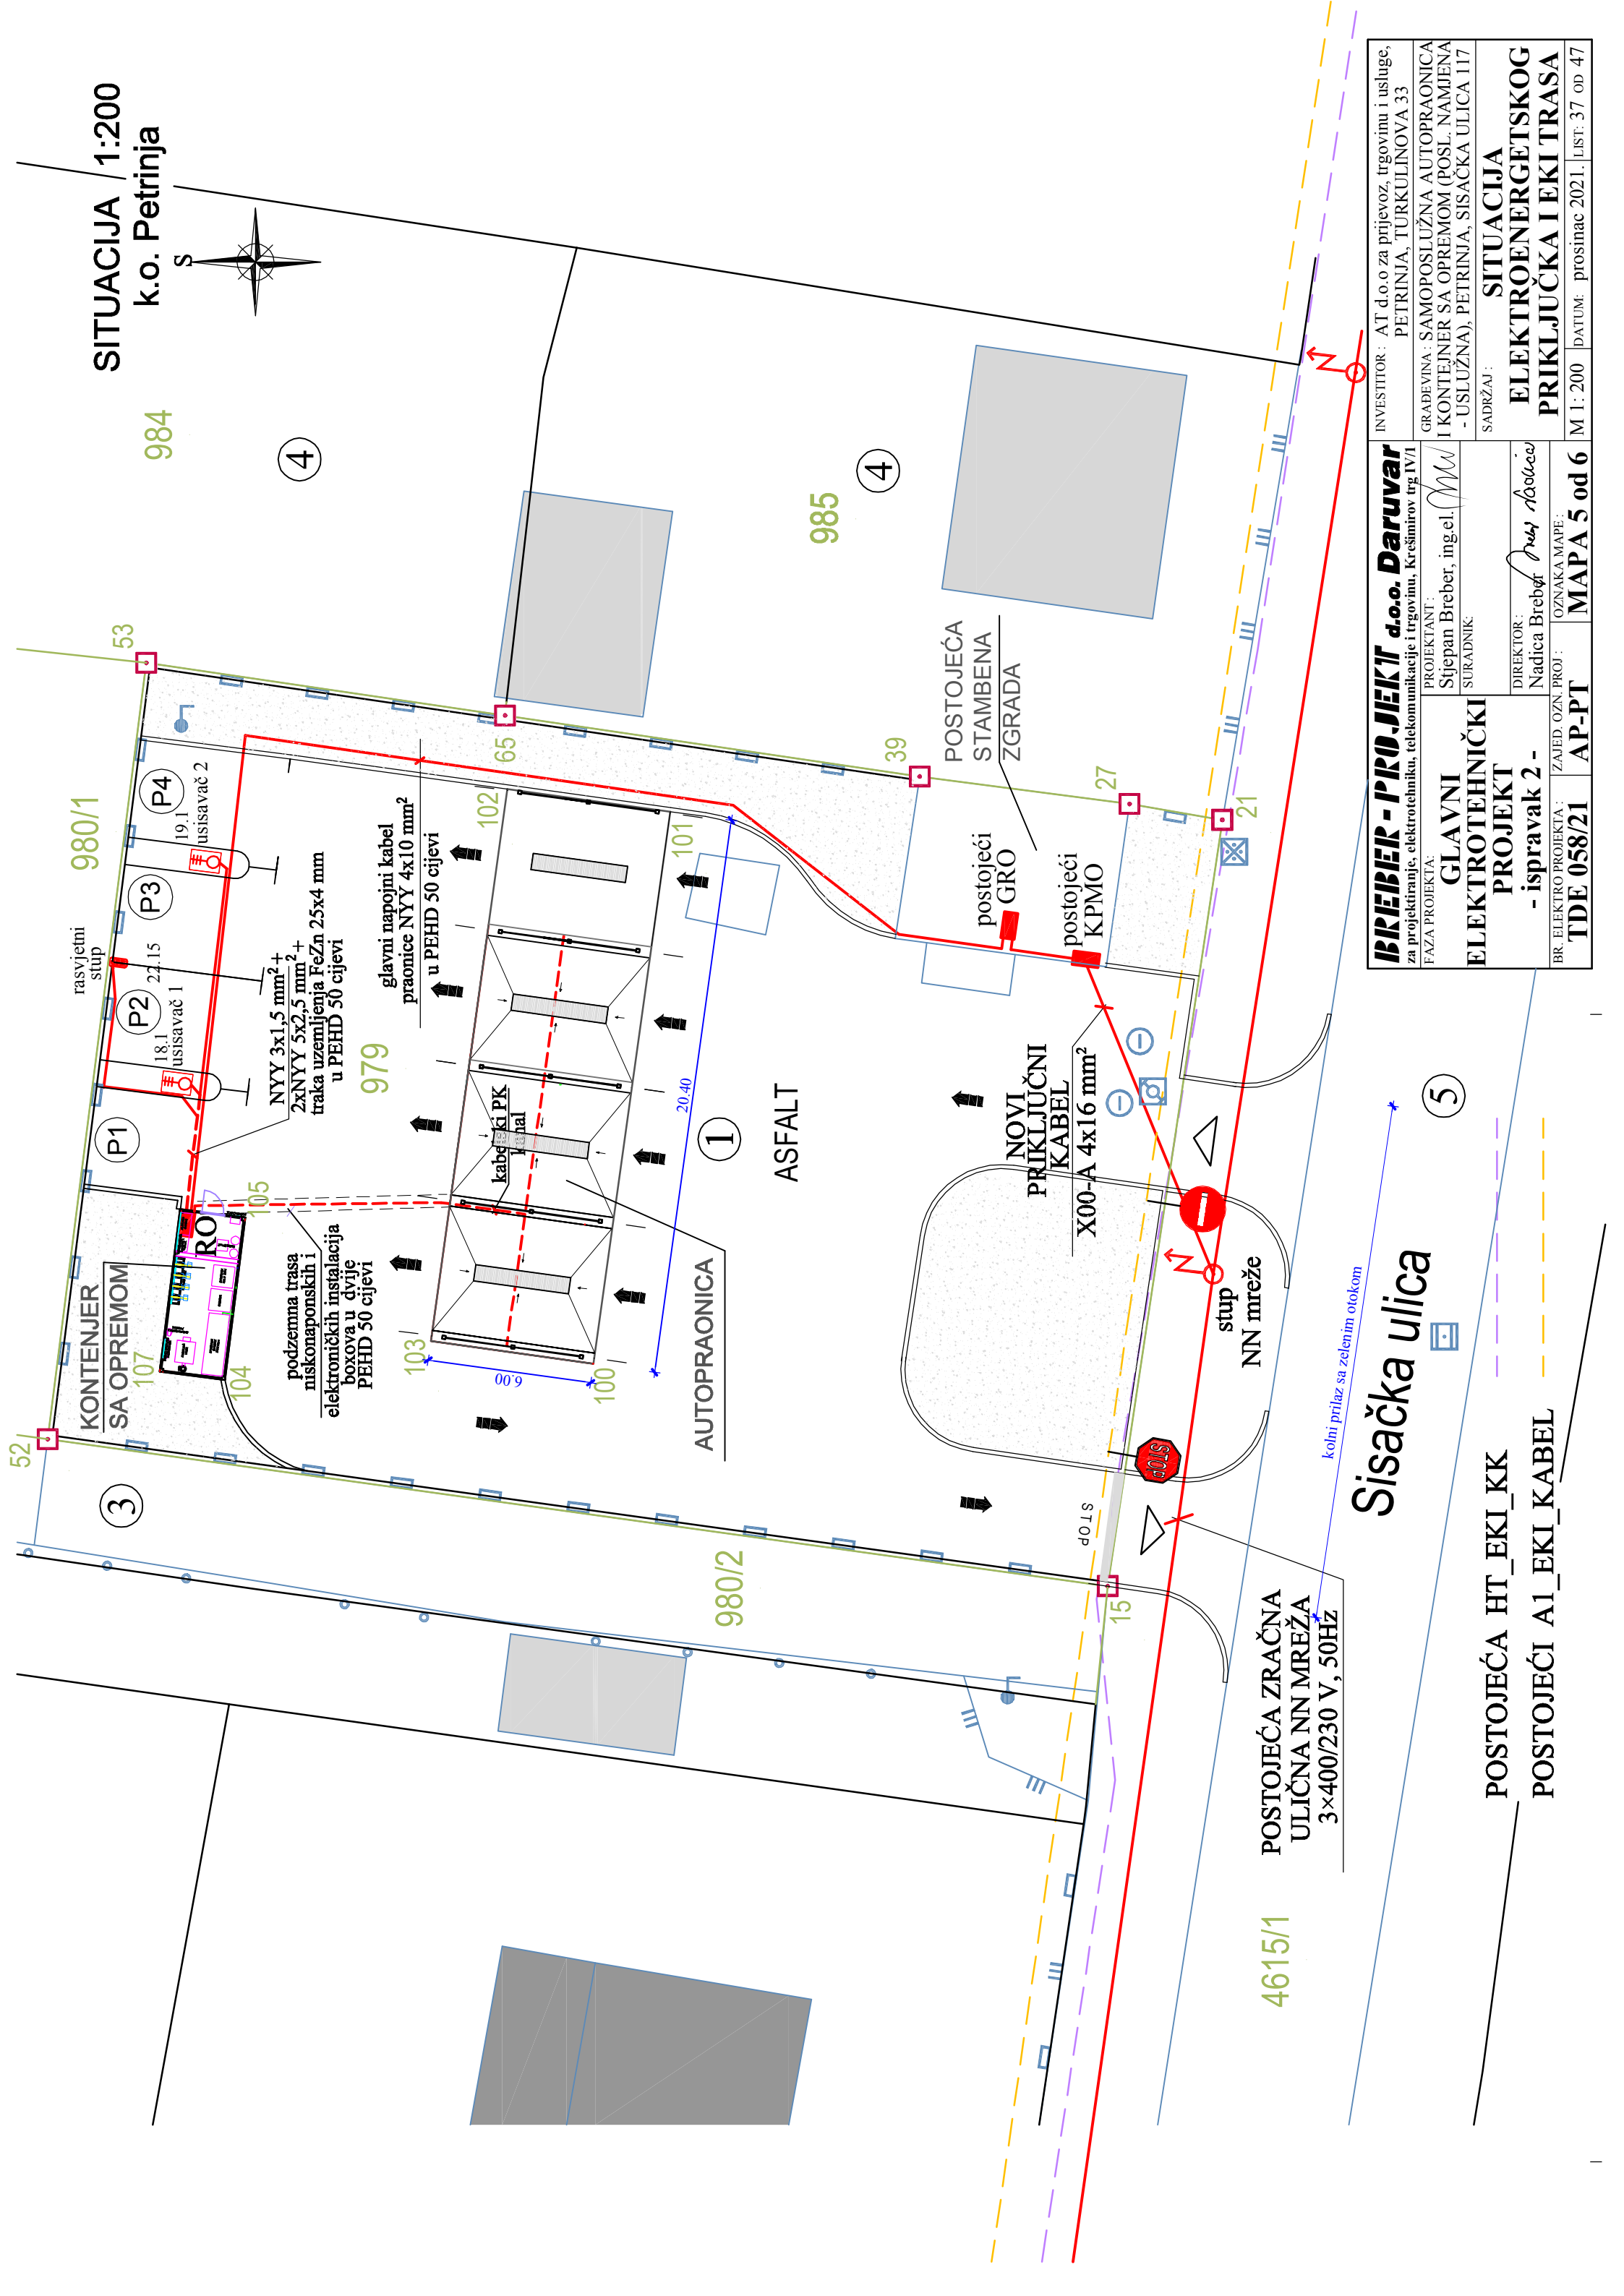 SITUACIJA 1:200
k.o. Petrinja
S
984
4
985
4
53
980/1
P4
19.1
usisavač 2
P3
rasvjetni
stup
22.15
P2
18.1
usisavač 1
P1
NYY 3x1,5 mm²+
2xNYY 5x2,5 mm²+
traka uzemljenja FeZn 25x4 mm
u PEHD 50 cijevi
glavni napojni kabel
praonice NYY 4x10 mm²
u PEHD 50 cijevi
65
102
101
39
27
21
979
POSTOJEĆA
STAMBENA
ZGRADA
postojeći
GRO
postojeći
KPMO
kabelski PK
kanal
20.40
1
ASFALT
NOVI
PRIKLJUČNI
KABEL
X00-A 4x16 mm²
105
RO
KONTENJER
SA OPREMOM
107
104
podzemna trasa
niskonaponskih i
elektroničkih instalacija
boxova u dvije
PEHD 50 cijevi
103
6.00
100
AUTOPRAONICA
52
3
980/2
STOP
STOP
15
stup
NN mreže
kolni prilaz sa zelenim otokom
Sisačka ulica
5
POSTOJEĆA ZRAČNA
ULIČNA NN MREŽA
3×400/230 V, 50Hz
4615/1
POSTOJEĆA HT_EKI_KK
POSTOJEĆI A1_EKI_KABEL
BREBER-PROJEKT d.o.o. Daruvar
za projektiranje, elektrotehniku, telekomunikacije i trgovinu, Krešimirov trg IV/1
FAZA PROJEKTA:
GLAVNI
ELEKTROTEHNIČKI
PROJEKT
- ispravak 2 -
BR. ELEKTRO PROJEKTA :
TDE 058/21
ZAJED. OZN. PROJ :
AP-PT
PROJEKTANT :
Stjepan Breber, ing.el.
SURADNIK:
DIREKTOR :
Nadica Breber
OZNAKA MAPE :
MAPA 5 od 6
INVESTITOR : AT d.o.o za prijevoz, trgovinu i usluge,
PETRINJA, TURKULINOVA 33
GRAĐEVINA : SAMOPOSLUŽNA AUTOPRAONICA
I KONTEJNER SA OPREMOM (POSL. NAMJENA
- USLUŽNA), PETRINJA, SISAČKA ULICA 117
SADRŽAJ :
SITUACIJA
ELEKTROENERGETSKOG
PRIKLJUČKA I EKI TRASA
M 1: 200
DATUM: prosinac 2021.
LIST: 37 OD 47